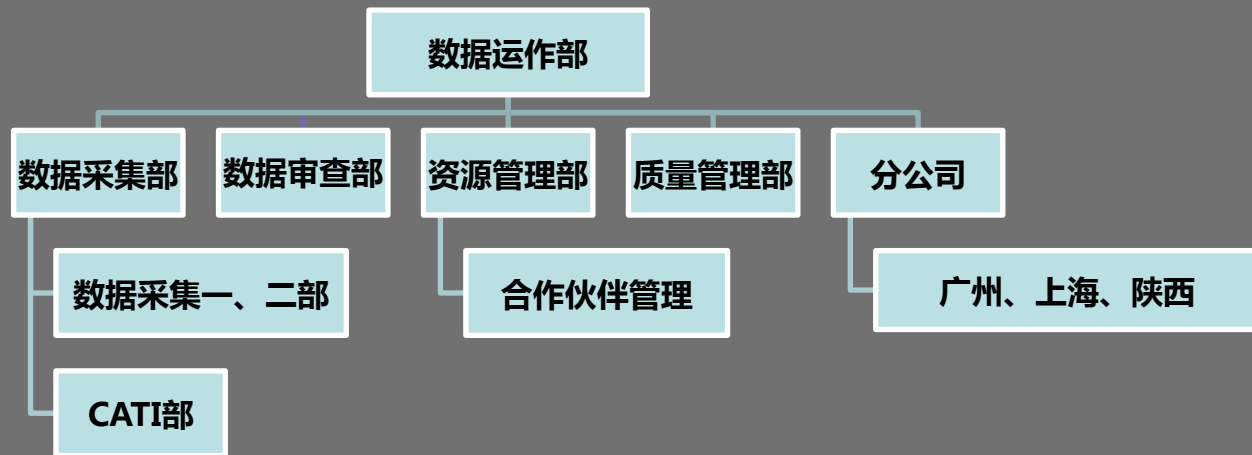 数据运作部
数据采集部
数据审查部
资源管理部
质量管理部
分公司
数据采集一、二部
合作伙伴管理
广州、上海、陕西
CATI部